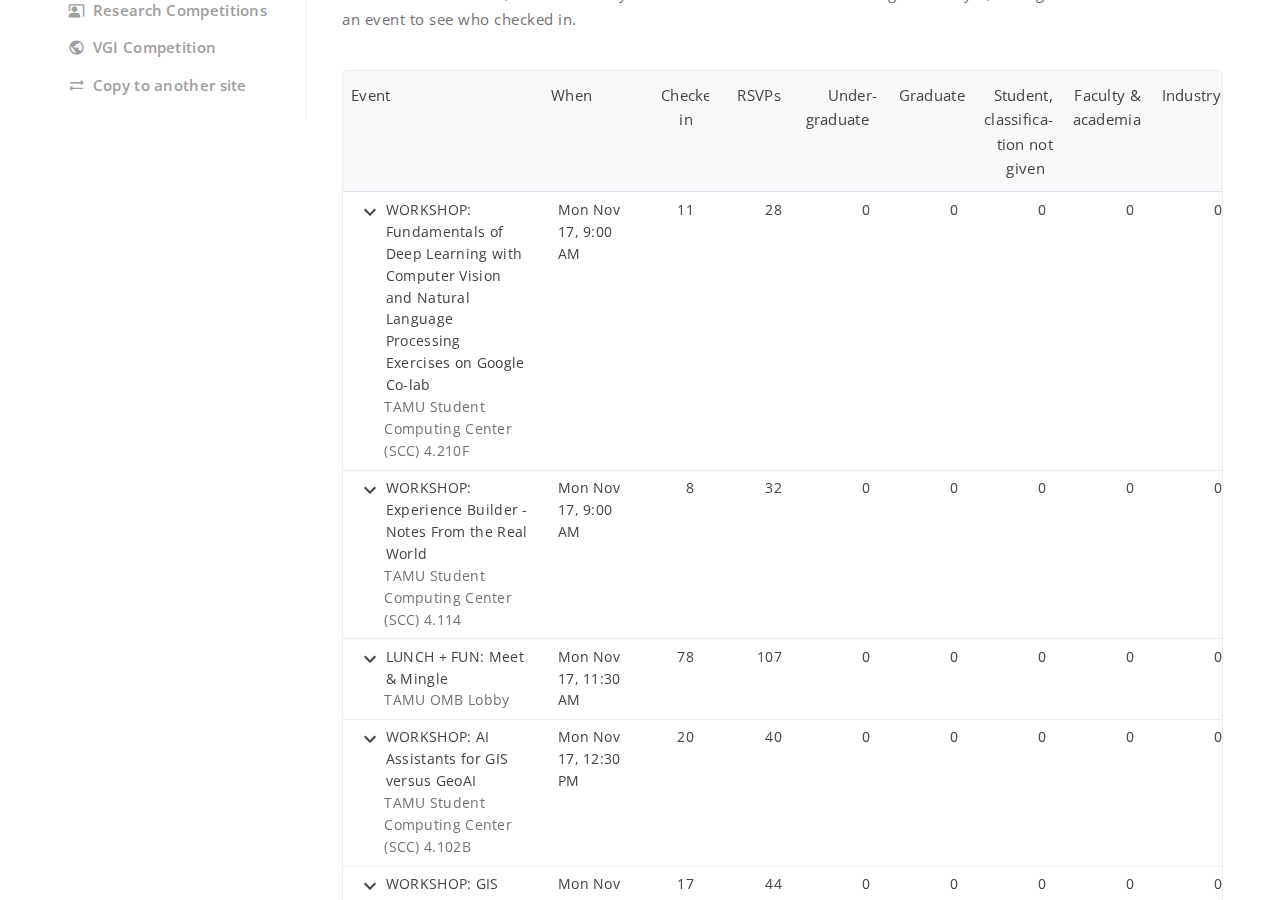 Research Competitions
VGI Competition
Copy to another site
an event to see who checked in.
Event When Checke in RSVPs Under-graduate Graduate Student, classifica-tion not given Faculty & academia Industry
WORKSHOP: Mon Nov 11 28 0 0 0 0 0
Fundamentals of 17, 9:00
Deep Learning with AM
Computer Vision
and Natural
Language
Processing
Exercises on Google
Co-lab
TAMU Student
Computing Center
(SCC) 4.210F
WORKSHOP: Mon Nov 8 32 0 0 0 0 0
Experience Builder - 17, 9:00
Notes From the Real AM
World
TAMU Student
Computing Center
(SCC) 4.114
LUNCH + FUN: Meet Mon Nov 78 107 0 0 0 0 0
& Mingle 17, 11:30
TAMU OMB Lobby AM
WORKSHOP: AI Mon Nov 20 40 0 0 0 0 0
Assistants for GIS 17, 12:30
versus GeoAI PM
TAMU Student
Computing Center
(SCC) 4.102B
WORKSHOP: GIS Mon Nov 17 44 0 0 0 0 0